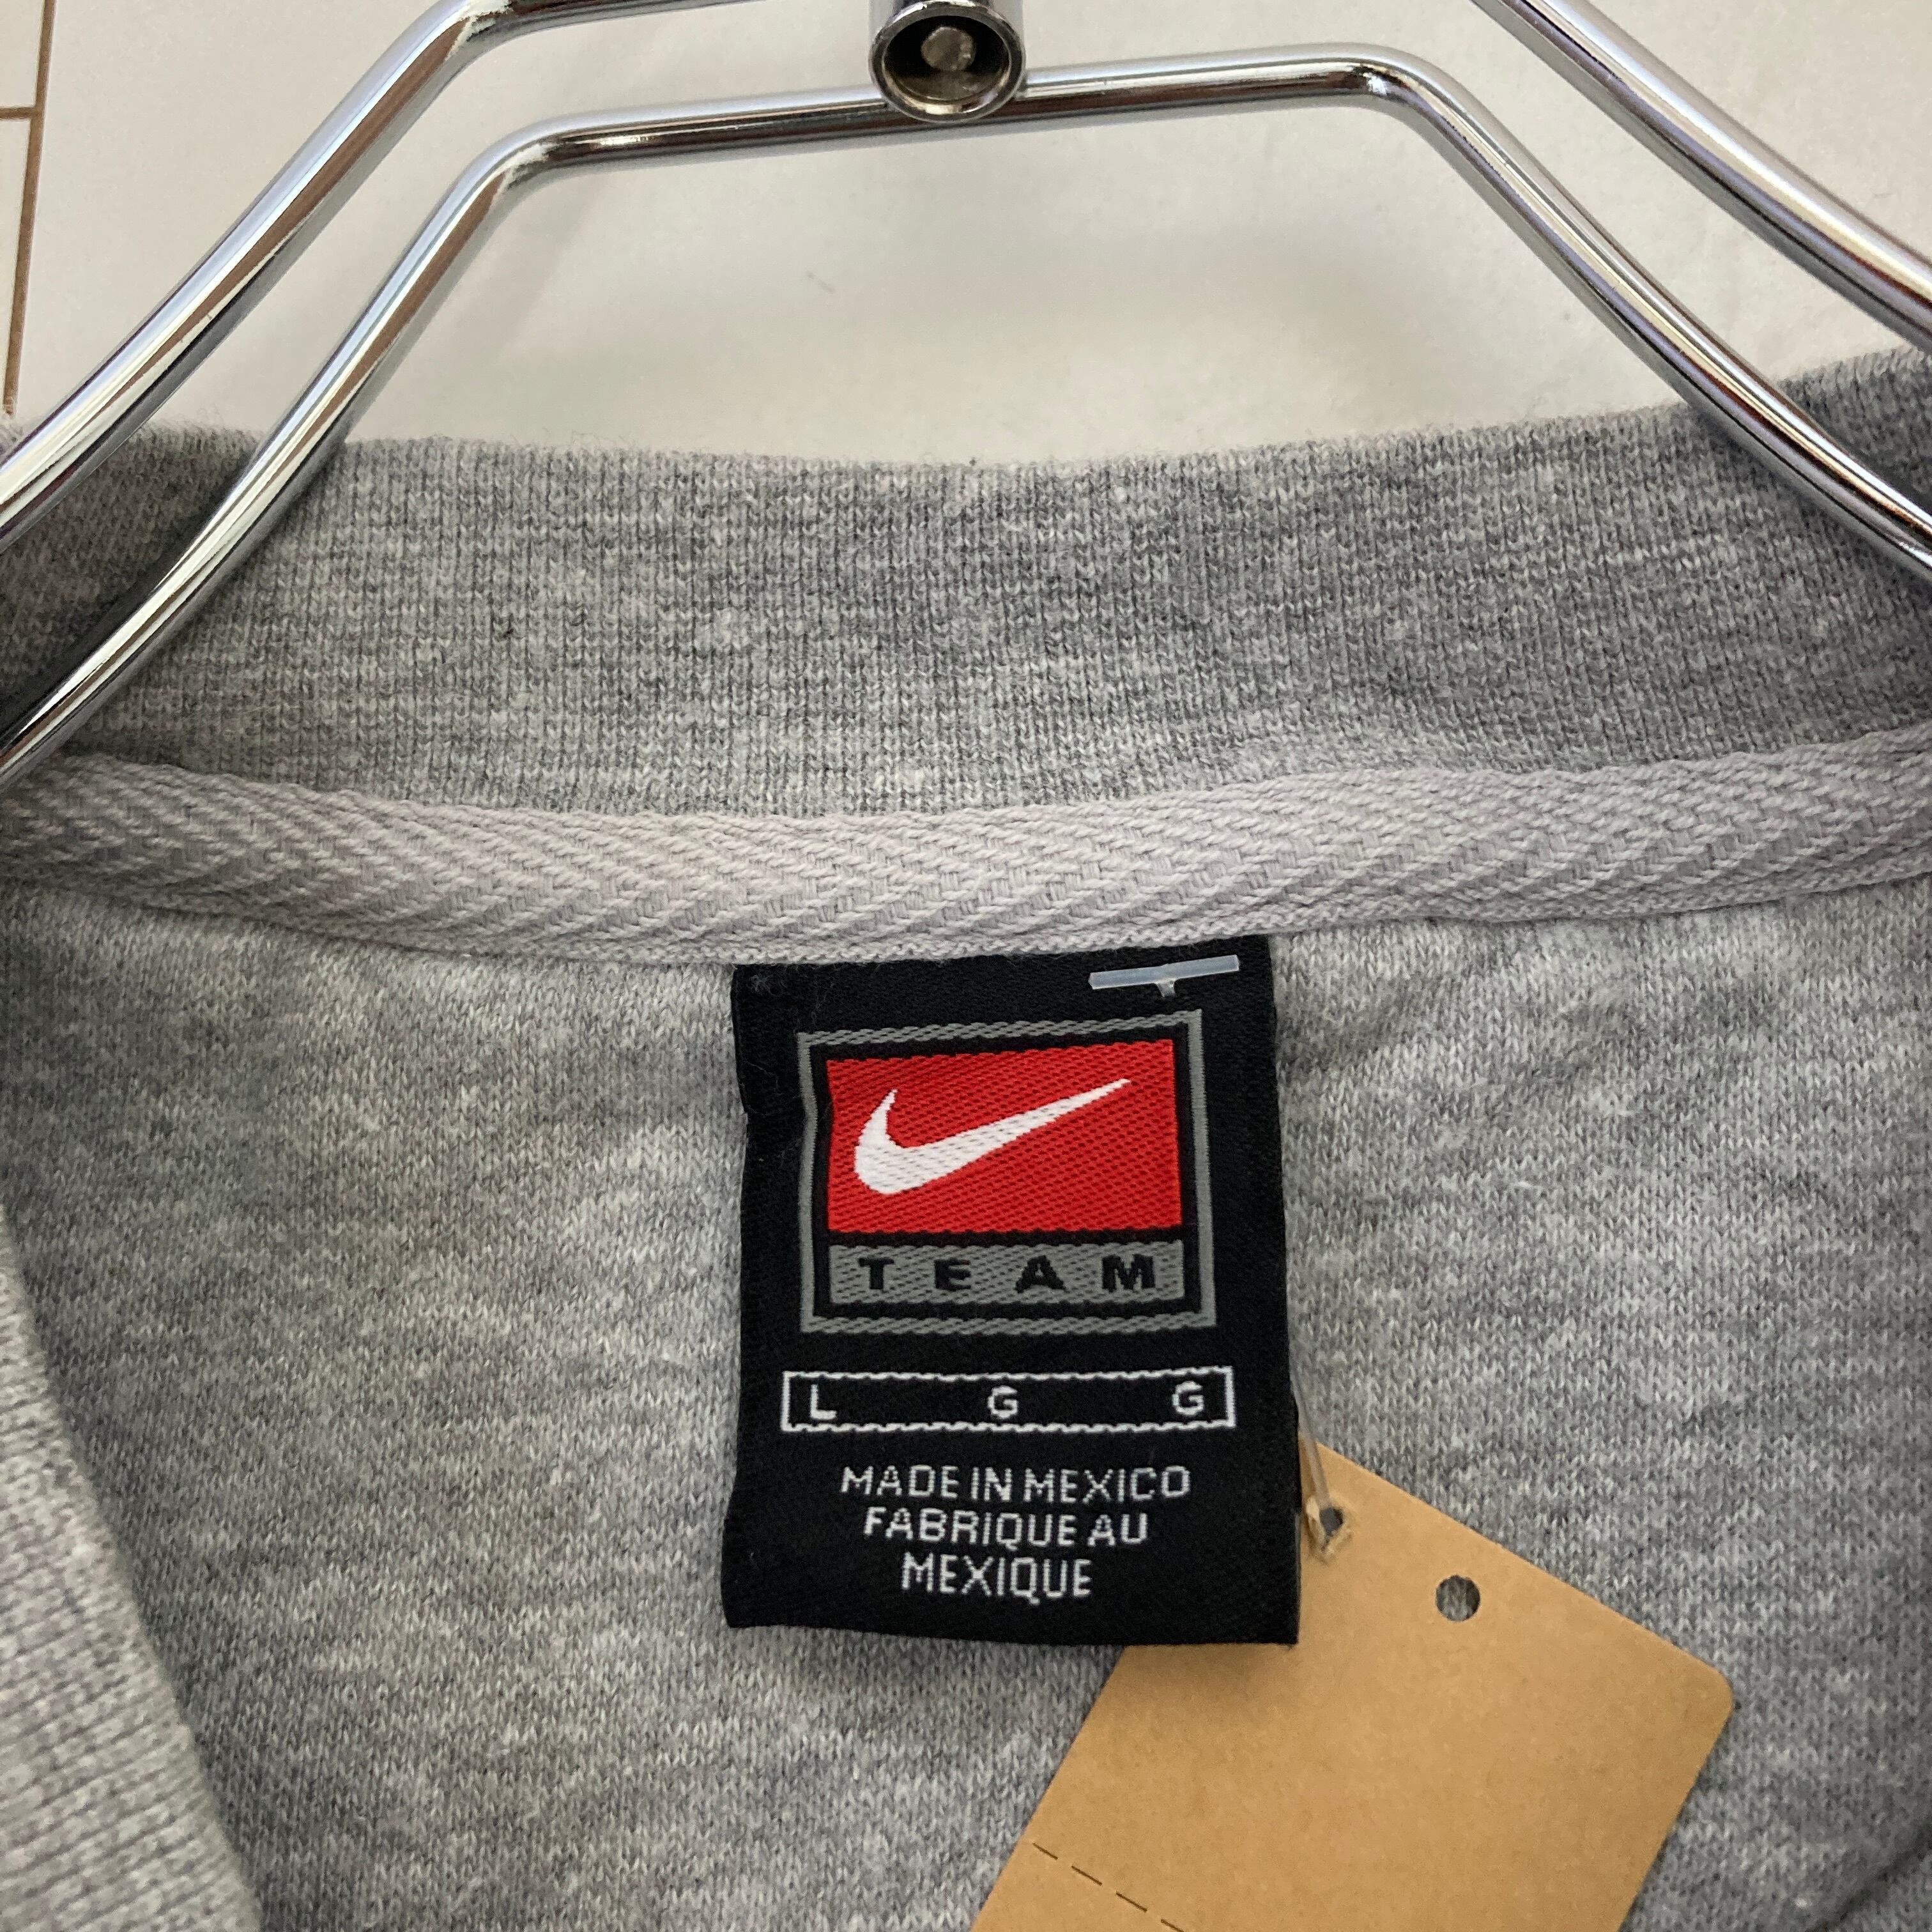 TEAM
L G G
MADE IN MEXICO
FABRIQUE AU
MEXIQUE